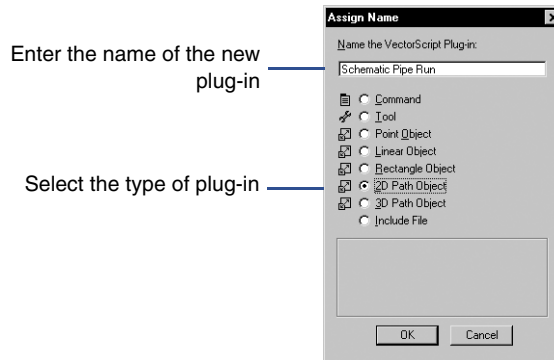 Assign Name
Name the VectorScript Plug-in:
Enter the name of the new
plug-in
Schematic Pipe Run
Command
Tool
Point Object
Linear Object
Rectangle Object
Select the type of plug-in
2D Path Object
3D Path Object
Include File
OK
Cancel